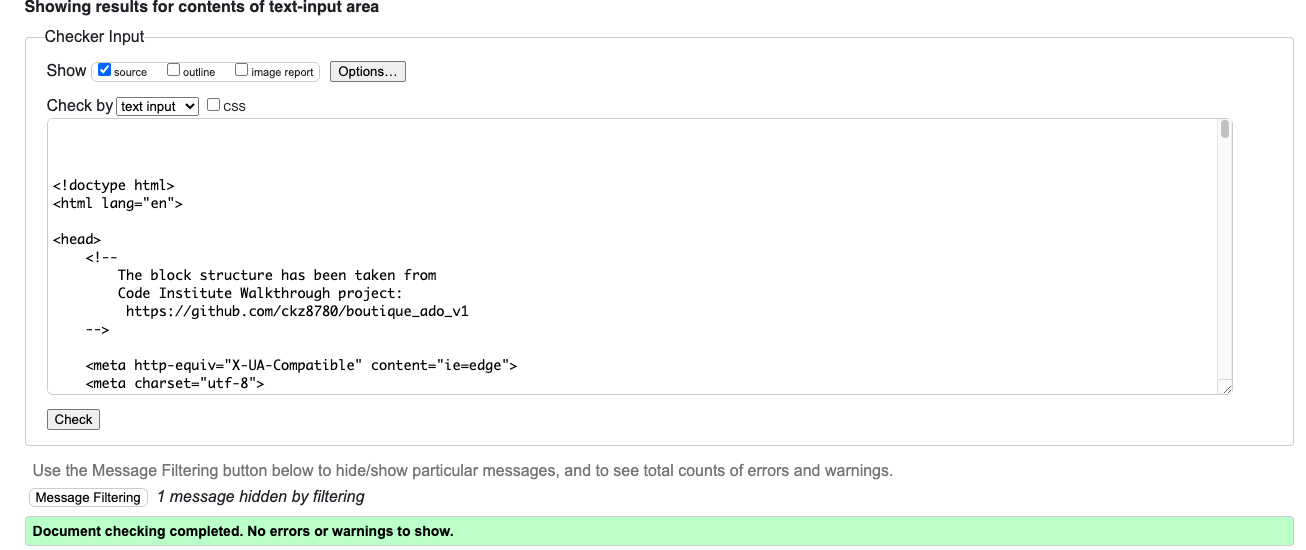 Showing results for contents of text-input area
Checker Input
Show source outline image report Options...
Check by text input CSS
<!doctype html>
<html lang="en">
<head>
<!--
The block structure has been taken from
Code Institute Walkthrough project:
https://github.com/ckz8780/boutique_ado_v1
-->
<meta http-equiv="X-UA-Compatible" content="ie=edge">
<meta charset="utf-8">
Check
Use the Message Filtering button below to hide/show particular messages, and to see total counts of errors and warnings.
Message Filtering 1 message hidden by filtering
Document checking completed. No errors or warnings to show.